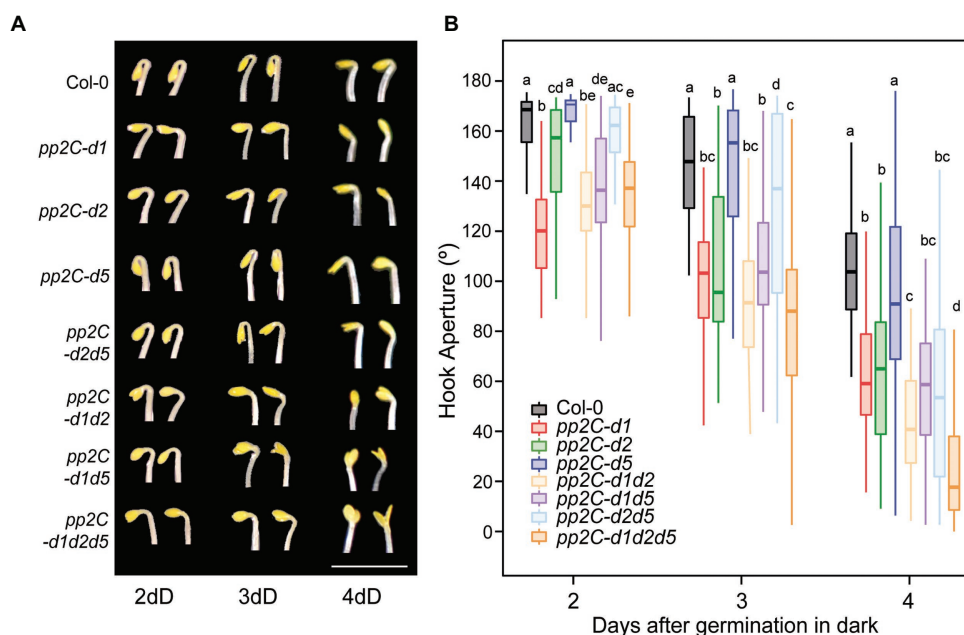 A
Col-0
pp2C-d1
pp2C-d2
pp2C-d5
pp2C
-d2d5
pp2C
-d1d2
pp2C
-d1d5
pp2C
-d1d2d5
2dD 3dD 4dD
B
Hook Aperture (º)
180
160
140
120
100
80
60
40
20
0
a b cd a be de ac e
a bc b a bc b d c
a b b a c bc bc d
Col-0
pp2C-d1
pp2C-d2
pp2C-d5
pp2C-d1d2
pp2C-d1d5
pp2C-d2d5
pp2C-d1d2d5
2 3 4
Days after germination in dark